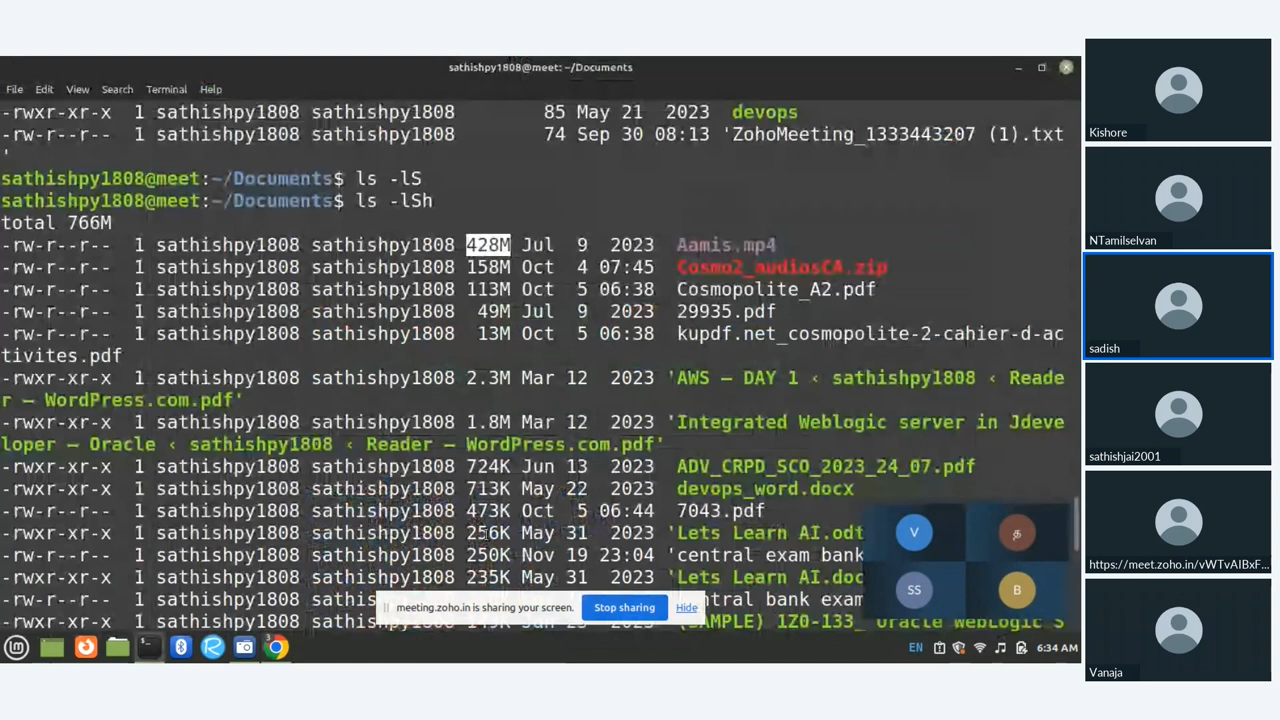 sathishpy1808@meet: ~/Documents
File Edit View Search Terminal Help
-rwxr-xr-x 1 sathishpy1808 sathishpy1808 85 May 21 2023 devops
-rw-r--r-- 1 sathishpy1808 sathishpy1808 74 Sep 30 08:13 'ZohoMeeting_1333443207 (1).txt
'
sathishpy1808@meet:~/Documents$ ls -lS
sathishpy1808@meet:~/Documents$ ls -lSh
total 766M
-rw-r--r-- 1 sathishpy1808 sathishpy1808 428M Jul 9 2023 Aamis.mp4
-rw-r--r-- 1 sathishpy1808 sathishpy1808 158M Oct 4 07:45 Cosmo2_audiosCA.zip
-rw-r--r-- 1 sathishpy1808 sathishpy1808 113M Oct 5 06:38 Cosmopolite_A2.pdf
-rw-r--r-- 1 sathishpy1808 sathishpy1808 49M Jul 9 2023 29935.pdf
-rw-r--r-- 1 sathishpy1808 sathishpy1808 13M Oct 5 06:38 kupdf.net_cosmopolite-2-cahier-d-ac
tivites.pdf
-rwxr-xr-x 1 sathishpy1808 sathishpy1808 2.3M Mar 12 2023 'AWS – DAY 1 ‹ sathishpy1808 ‹ Reade
r – WordPress.com.pdf'
-rwxr-xr-x 1 sathishpy1808 sathishpy1808 1.8M Mar 12 2023 'Integrated Weblogic server in Jdeve
loper – Oracle ‹ sathishpy1808 ‹ Reader – WordPress.com.pdf'
-rwxr-xr-x 1 sathishpy1808 sathishpy1808 724K Jun 13 2023 ADV_CRPD_SCO_2023_24_07.pdf
-rwxr-xr-x 1 sathishpy1808 sathishpy1808 713K May 22 2023 devops_word.docx
-rw-r--r-- 1 sathishpy1808 sathishpy1808 473K Oct 5 06:44 7043.pdf
-rwxr-xr-x 1 sathishpy1808 sathishpy1808 256K May 31 2023 'Lets Learn AI.odt
-rw-r--r-- 1 sathishpy1808 sathishpy1808 250K Nov 19 23:04 'central exam bank
-rwxr-xr-x 1 sathishpy1808 sathishpy1808 235K May 31 2023 'Lets Learn AI.doc
-rw-r--r-- 1 sathishpy1808 ntral exam bank
-rwxr-xr-x 1 sathishpy1808 sathishpy1808 2023 (SAMPLE) 1Z0-133_ Oracle WebLogic S
meeting.zoho.in is sharing your screen. Stop sharing Hide
V
த
SS
B
3
EN 6:34 AM
Kishore
NTamilselvan
sadish
sathishjai2001
https://meet.zoho.in/vWTvAIBxF...
Vanaja